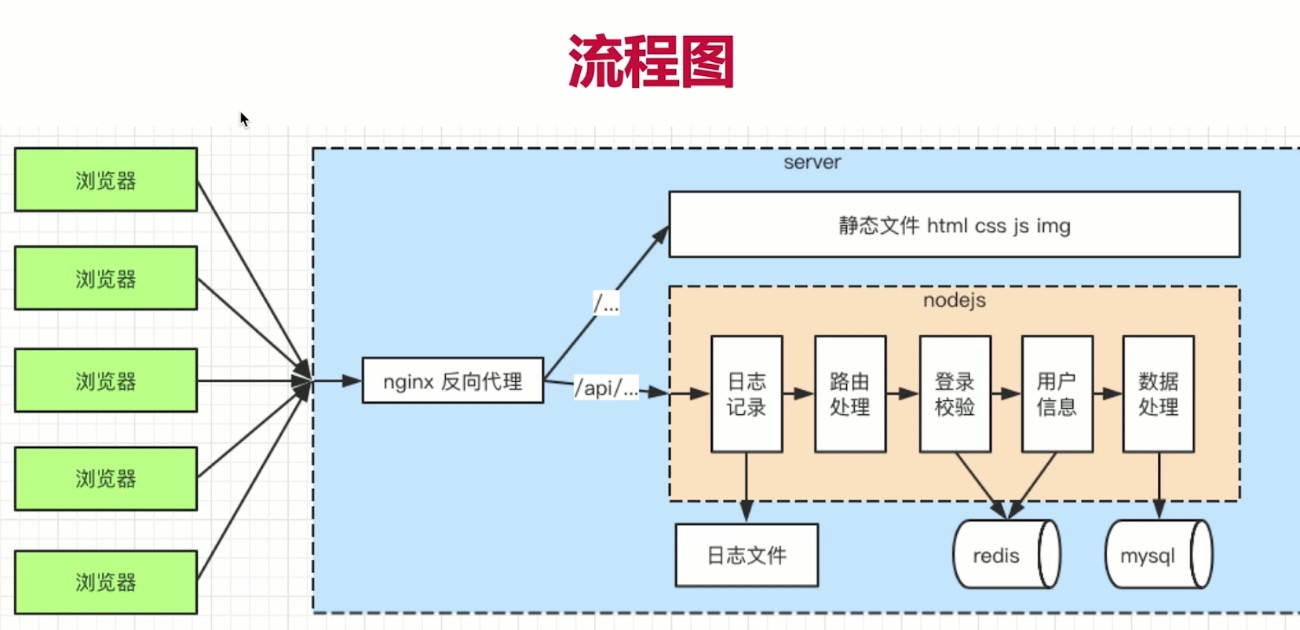 流程图
浏览器
浏览器
浏览器
浏览器
浏览器
server
静态文件 html css js img
/...
nginx 反向代理
/api/...
nodejs
日志
记录
路由
处理
登录
校验
用户
信息
数据
处理
日志文件
redis
mysql